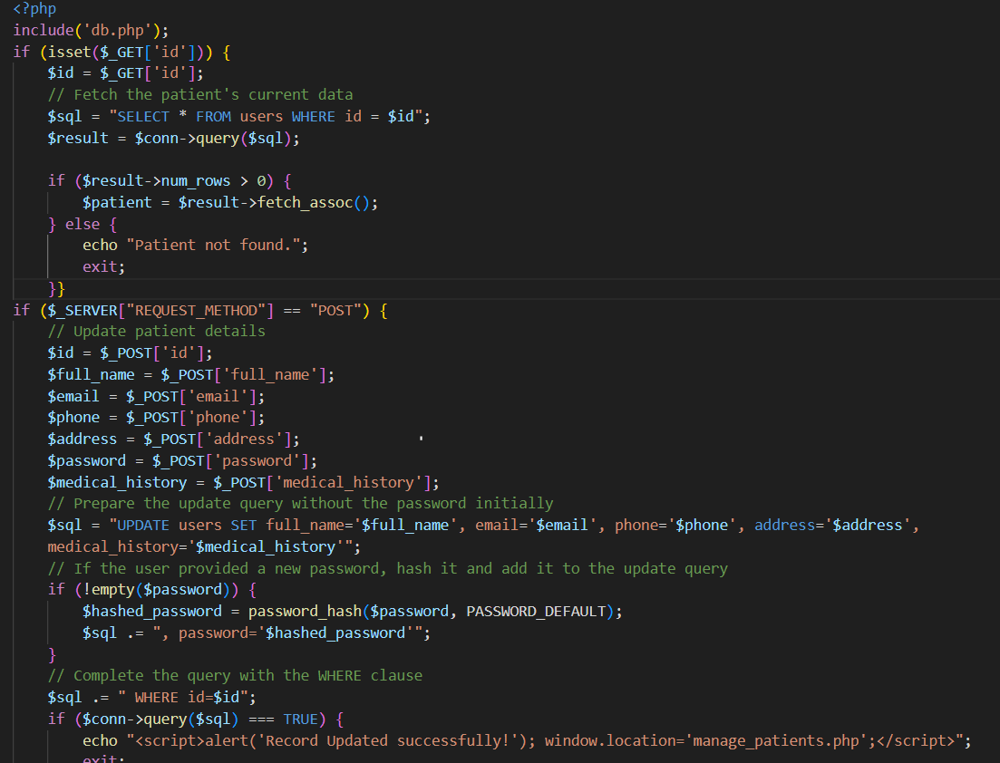 <?php
include('db.php');
if (isset($_GET['id'])) {
    $id = $_GET['id'];
    // Fetch the patient's current data
    $sql = "SELECT * FROM users WHERE id = $id";
    $result = $conn->query($sql);

    if ($result->num_rows > 0) {
        $patient = $result->fetch_assoc();
    } else {
        echo "Patient not found.";
        exit;
    }}
if ($_SERVER["REQUEST_METHOD"] == "POST") {
    // Update patient details
    $id = $_POST['id'];
    $full_name = $_POST['full_name'];
    $email = $_POST['email'];
    $phone = $_POST['phone'];
    $address = $_POST['address'];
    $password = $_POST['password'];
    $medical_history = $_POST['medical_history'];
    // Prepare the update query without the password initially
    $sql = "UPDATE users SET full_name='$full_name', email='$email', phone='$phone', address='$address',
    medical_history='$medical_history'";
    // If the user provided a new password, hash it and add it to the update query
    if (!empty($password)) {
        $hashed_password = password_hash($password, PASSWORD_DEFAULT);
        $sql .= ", password='$hashed_password'";
    }
    // Complete the query with the WHERE clause
    $sql .= " WHERE id=$id";
    if ($conn->query($sql) === TRUE) {
        echo "<script>alert('Record Updated successfully!'); window.location='manage_patients.php';</script>";
        exit;